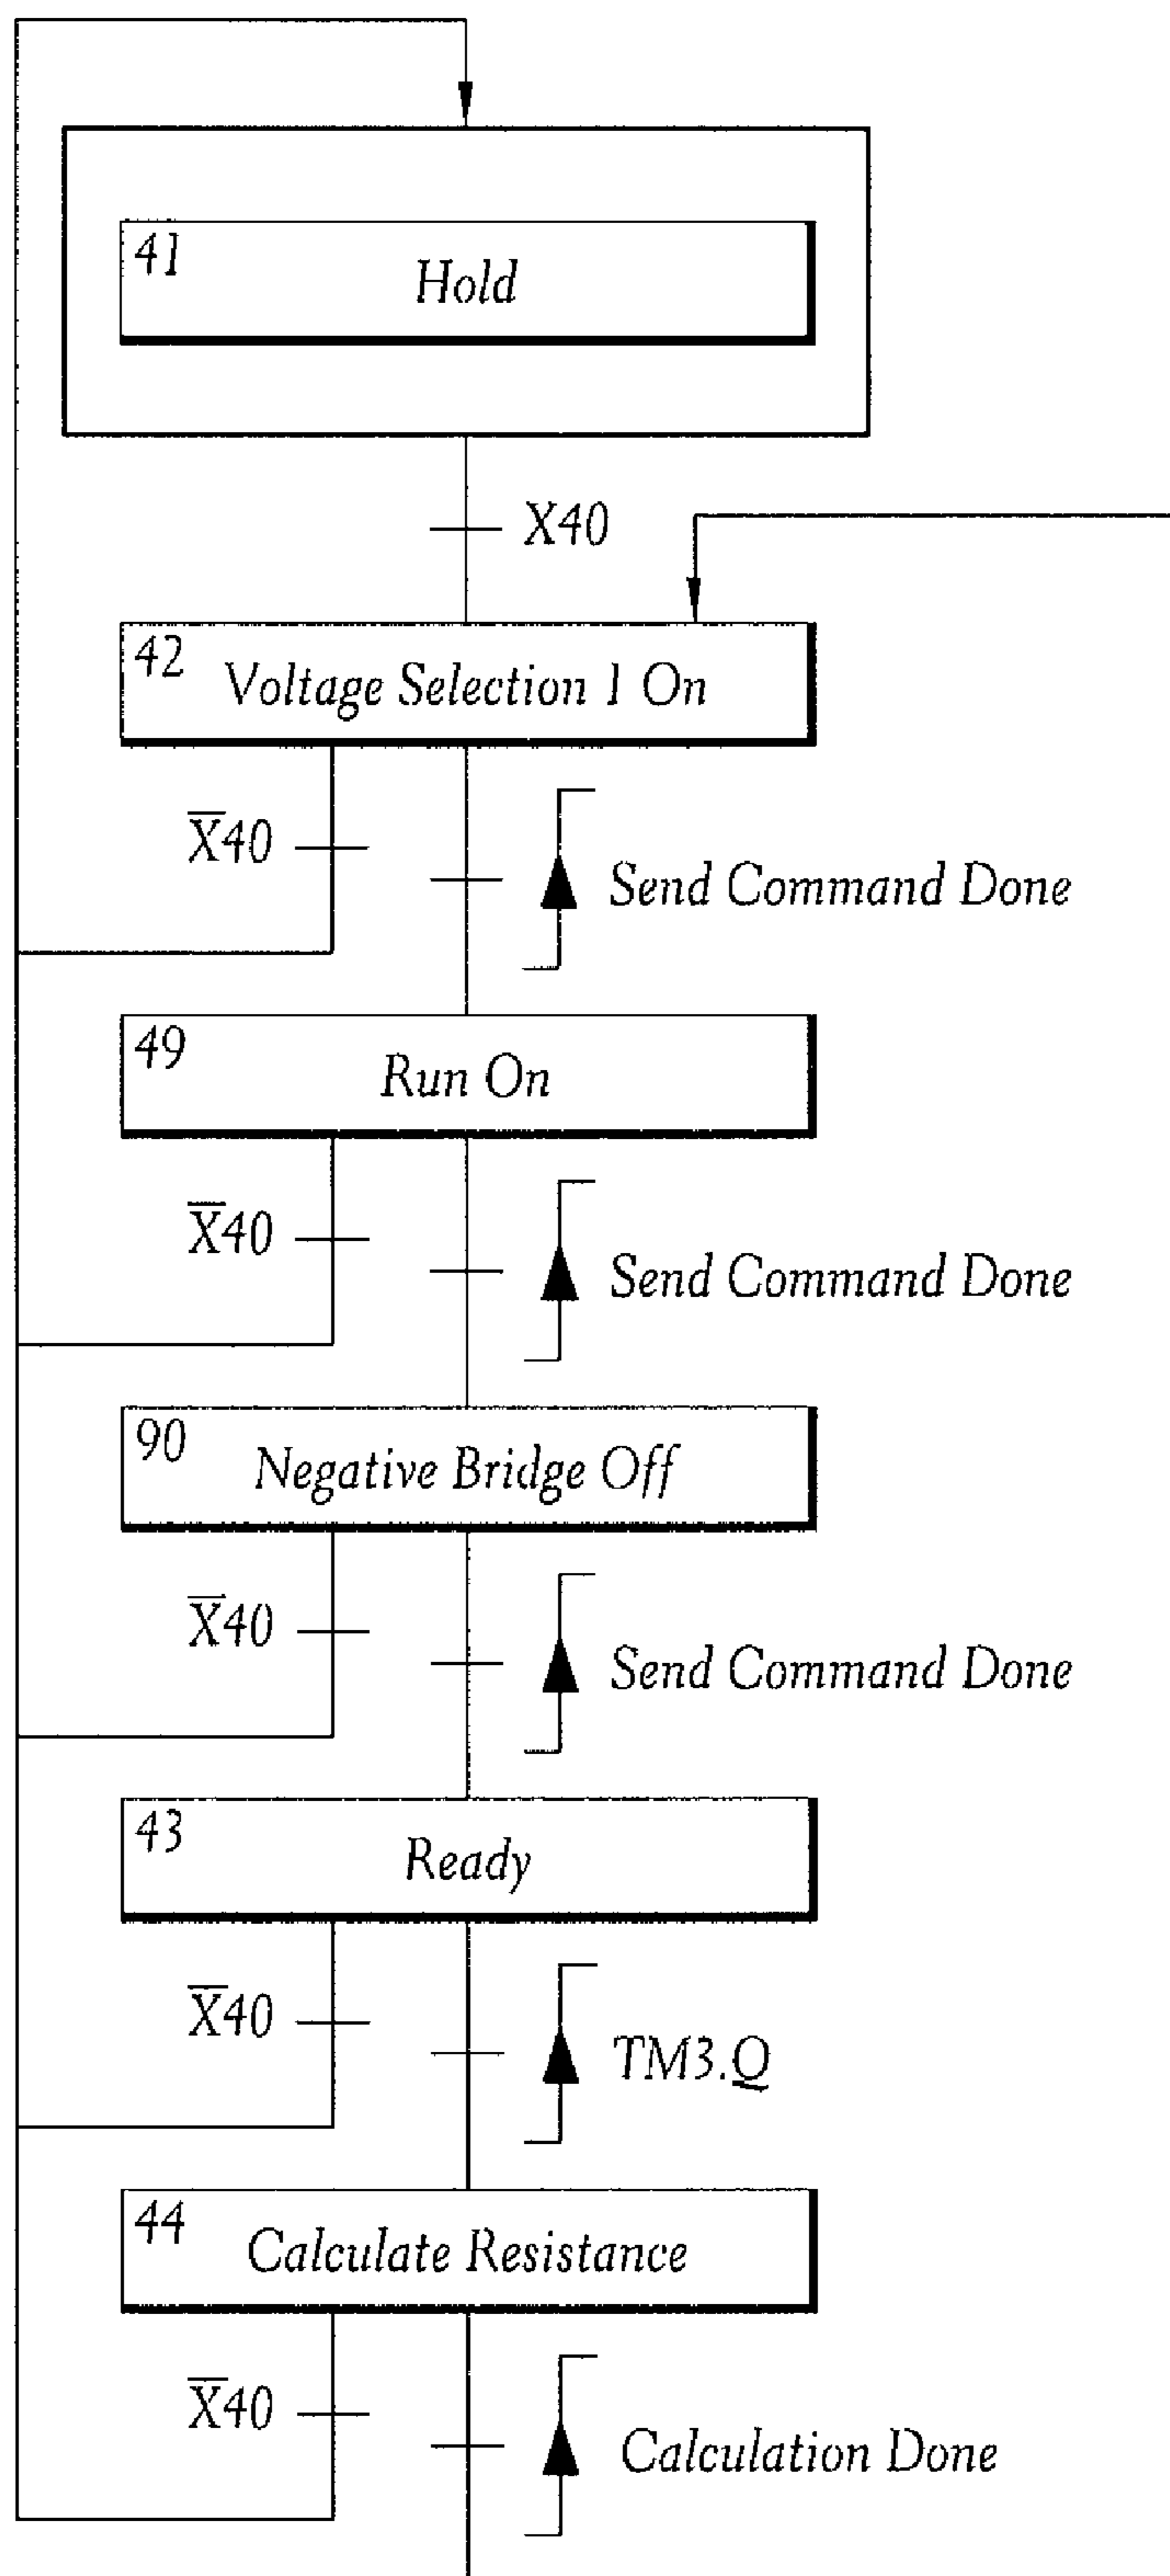 41
Hold
X40
42
Voltage Selection 1 On
X̅40
Send Command Done
49
Run On
X̅40
Send Command Done
90
Negative Bridge Off
X̅40
Send Command Done
43
Ready
X̅40
TM3.Q
44
Calculate Resistance
X̅40
Calculation Done